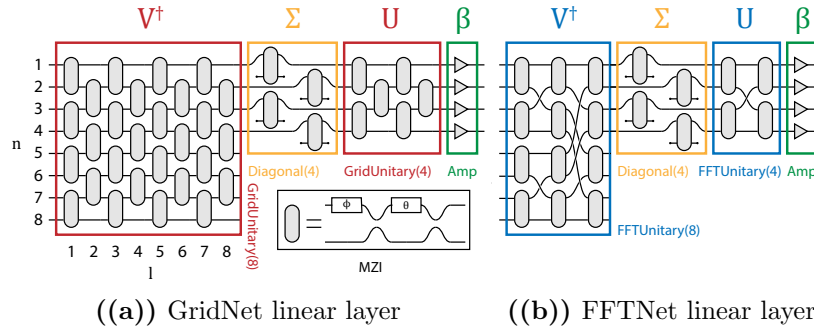 V† Σ U β
V† Σ U β
1
2
3
4
5
6
7
8
n
1 2 3 4 5 6 7 8
l
Diagonal(4)
GridUnitary(4)
Amp
GridUnitary(8)
ϕ θ
MZI
Diagonal(4)
FFTUnitary(4)
Amp
FFTUnitary(8)
((a)) GridNet linear layer
((b)) FFTNet linear layer